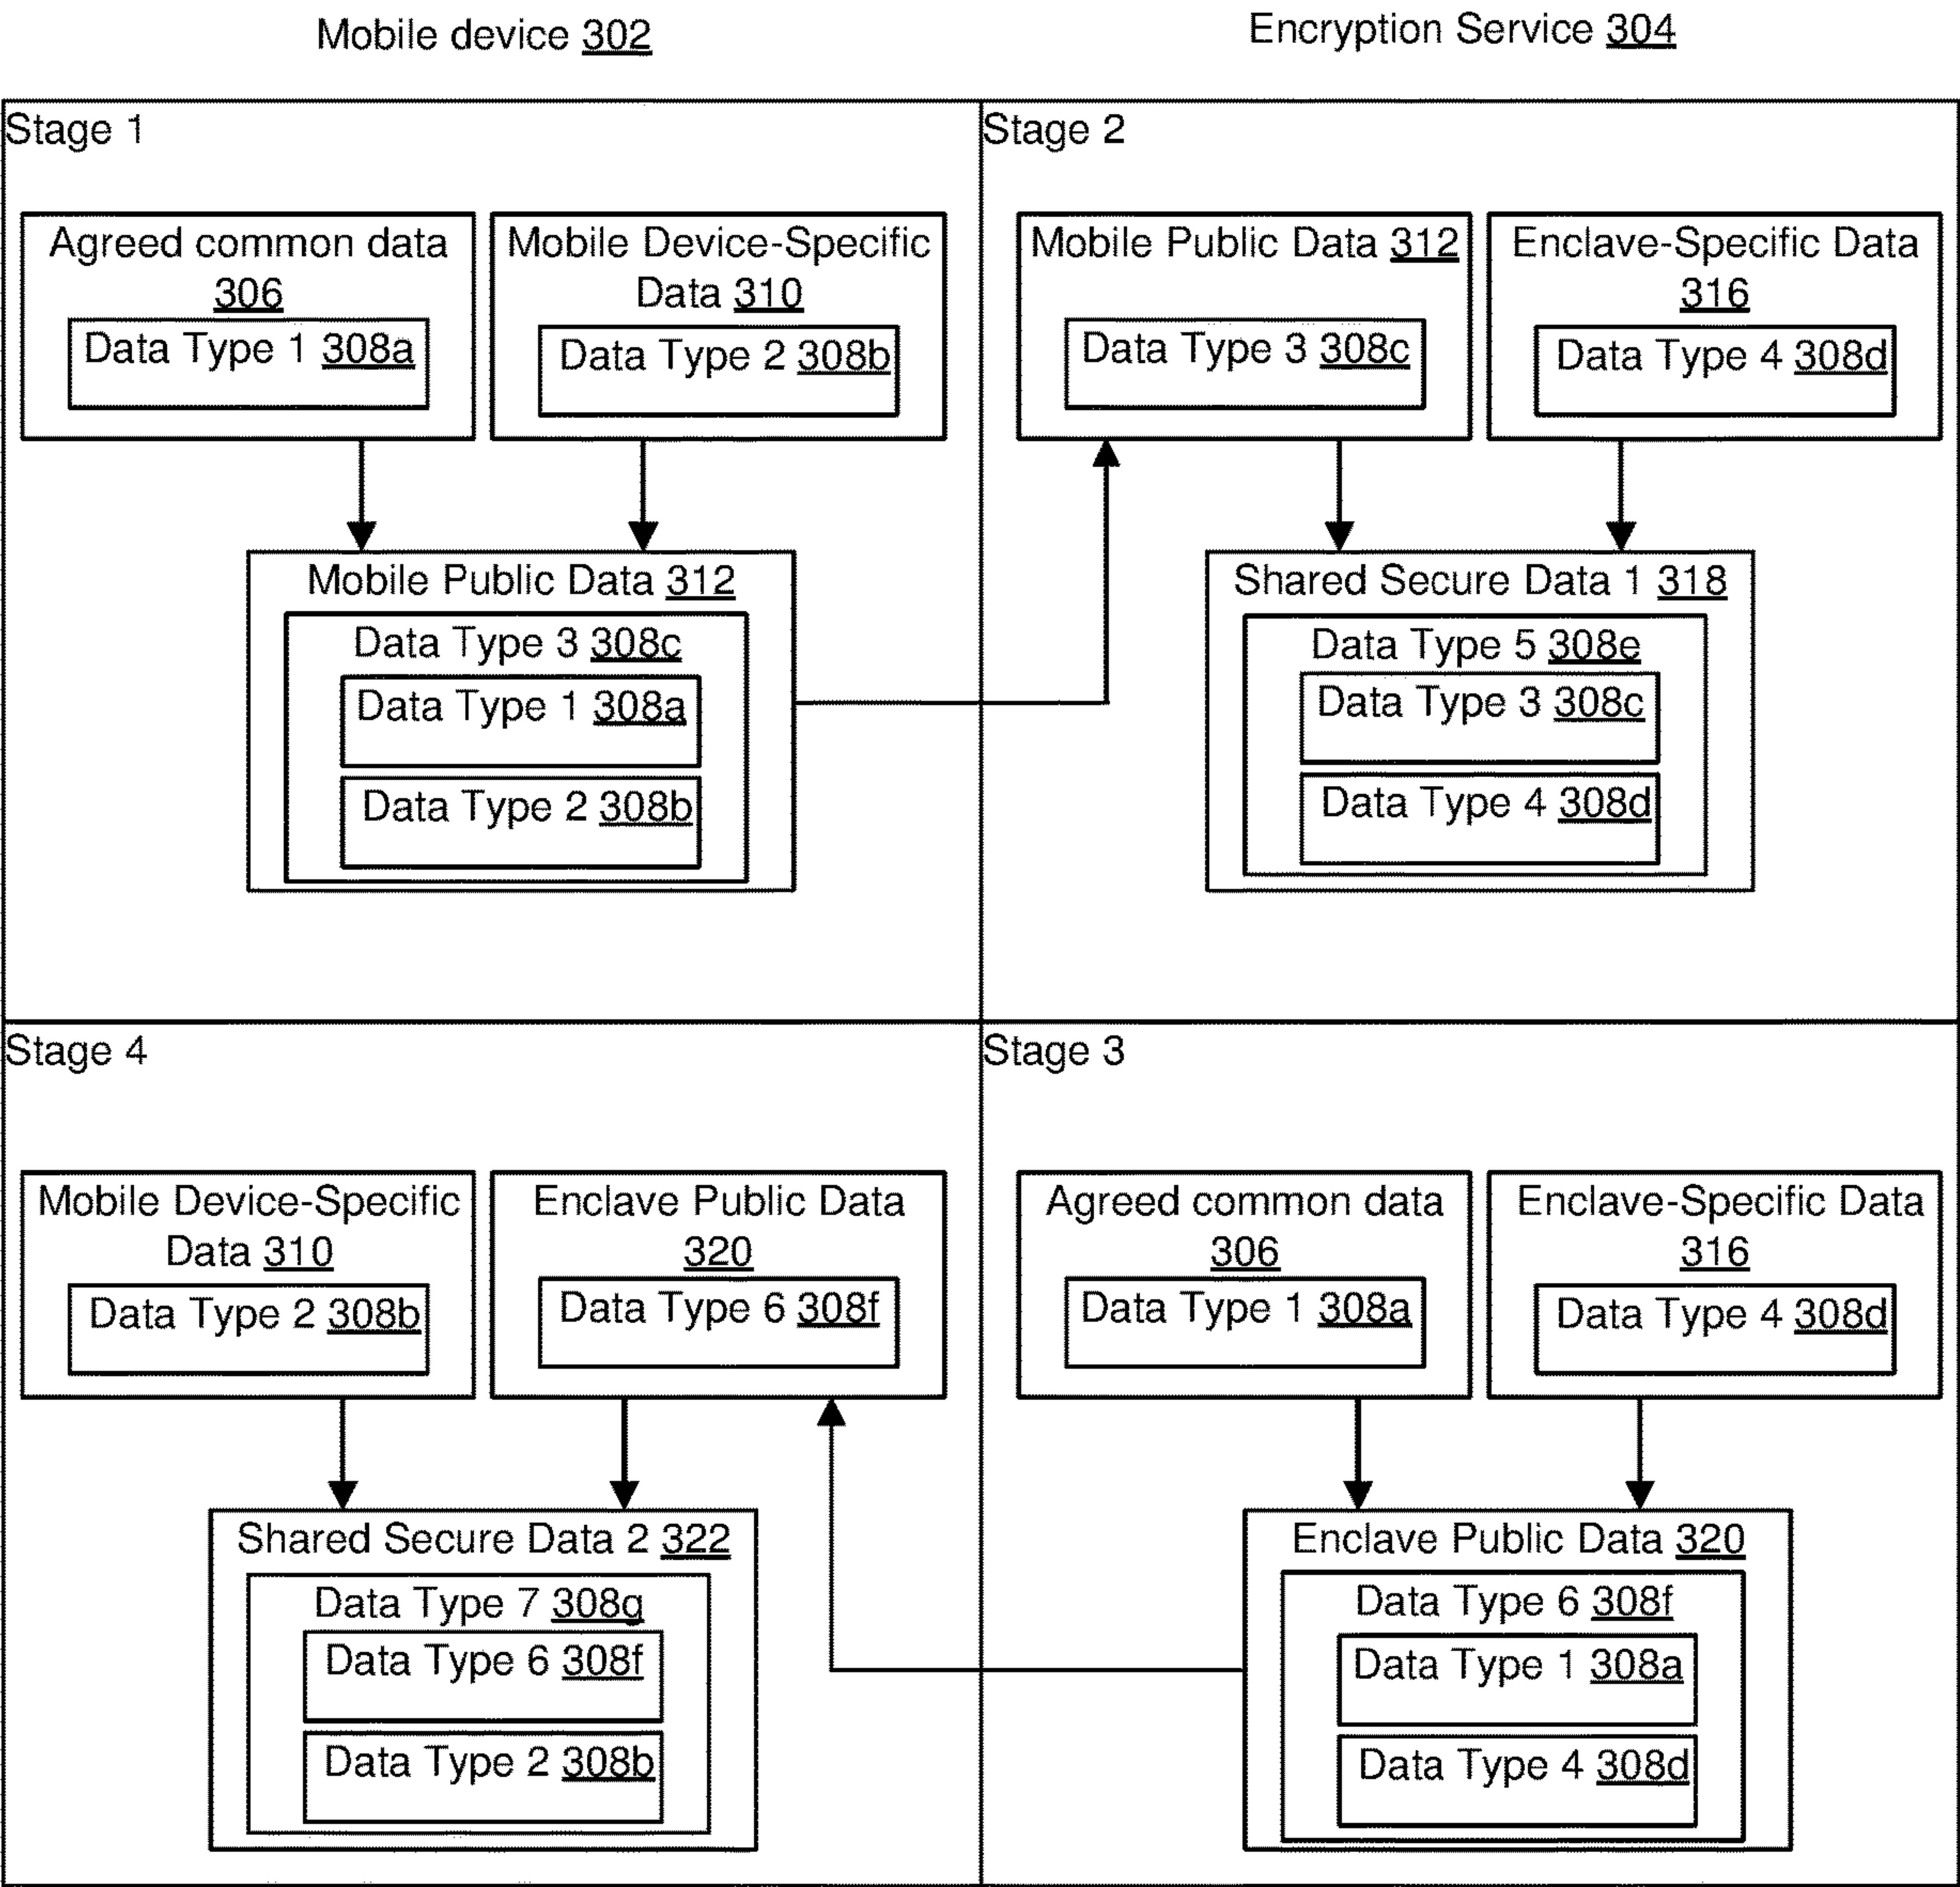 Mobile device 302
Encryption Service 304
Stage 1
Agreed common data
306
Data Type 1 308a
Mobile Device-Specific
Data 310
Data Type 2 308b
Mobile Public Data 312
Data Type 3 308c
Data Type 1 308a
Data Type 2 308b
Stage 2
Mobile Public Data 312
Data Type 3 308c
Enclave-Specific Data
316
Data Type 4 308d
Shared Secure Data 1 318
Data Type 5 308e
Data Type 3 308c
Data Type 4 308d
Stage 4
Mobile Device-Specific
Data 310
Data Type 2 308b
Enclave Public Data
320
Data Type 6 308f
Shared Secure Data 2 322
Data Type 7 308g
Data Type 6 308f
Data Type 2 308b
Stage 3
Agreed common data
306
Data Type 1 308a
Enclave-Specific Data
316
Data Type 4 308d
Enclave Public Data 320
Data Type 6 308f
Data Type 1 308a
Data Type 4 308d